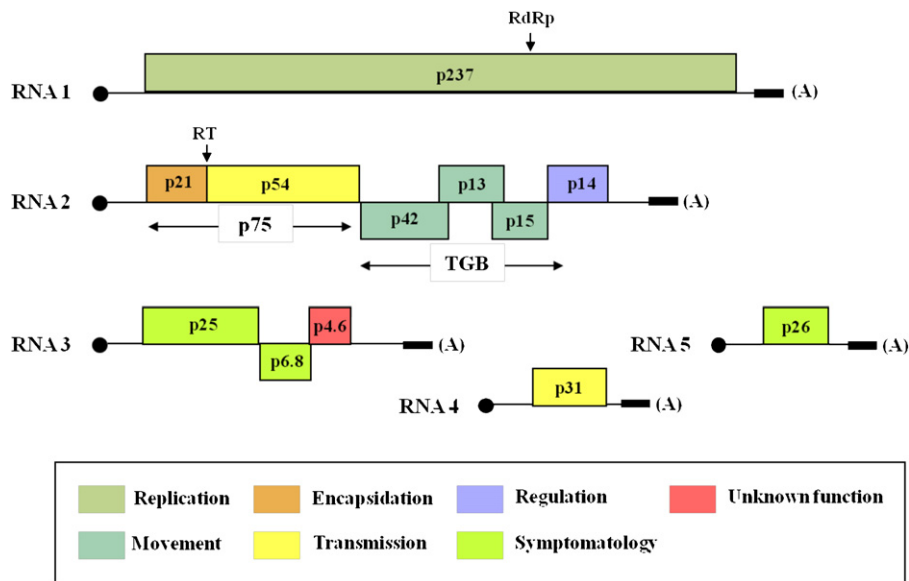 RdRp
p237
RNA 1 (A)
RT
p21 p54 p13 p14
RNA 2 (A)
p42 p15
p75
TGB
p25 p4.6 p26
RNA 3 (A) RNA 5 (A)
p6.8
p31
RNA 4 (A)
Replication Encapsidation Regulation Unknown function
Movement Transmission Symptomatology